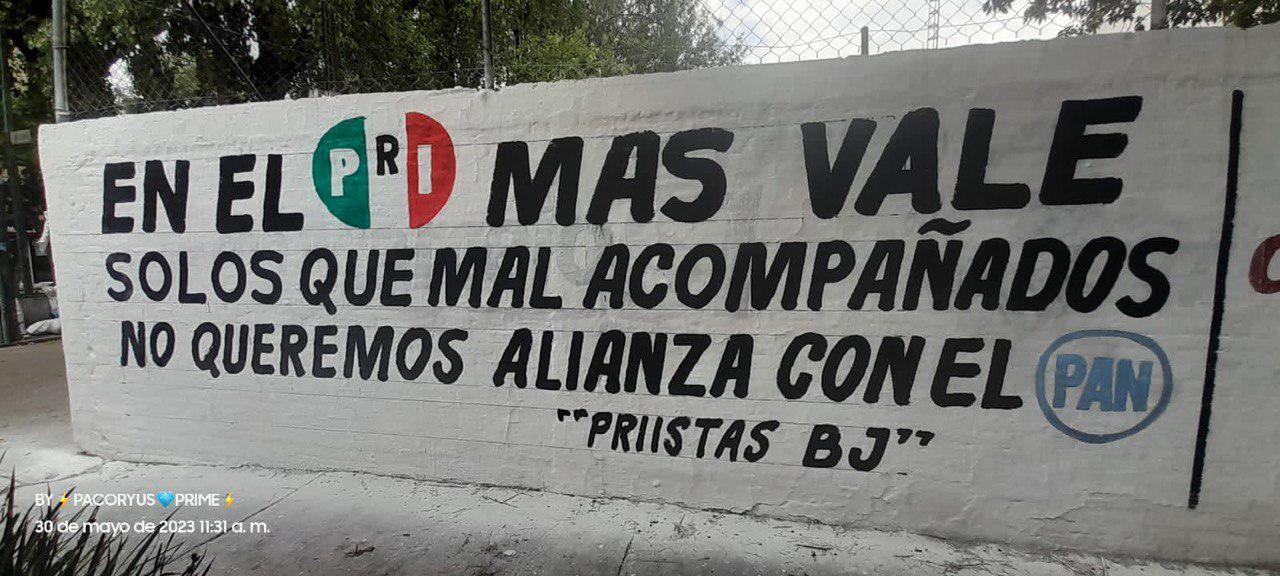 EN EL PRI MAS VALE
SOLOS QUE MAL ACOMPAÑADOS
NO QUEREMOS ALIANZA CON EL PAN
"PRIISTAS BJ"
BY ⚡PACORYUS💎PRIME⚡
30 de mayo de 2023 11:31 a. m.